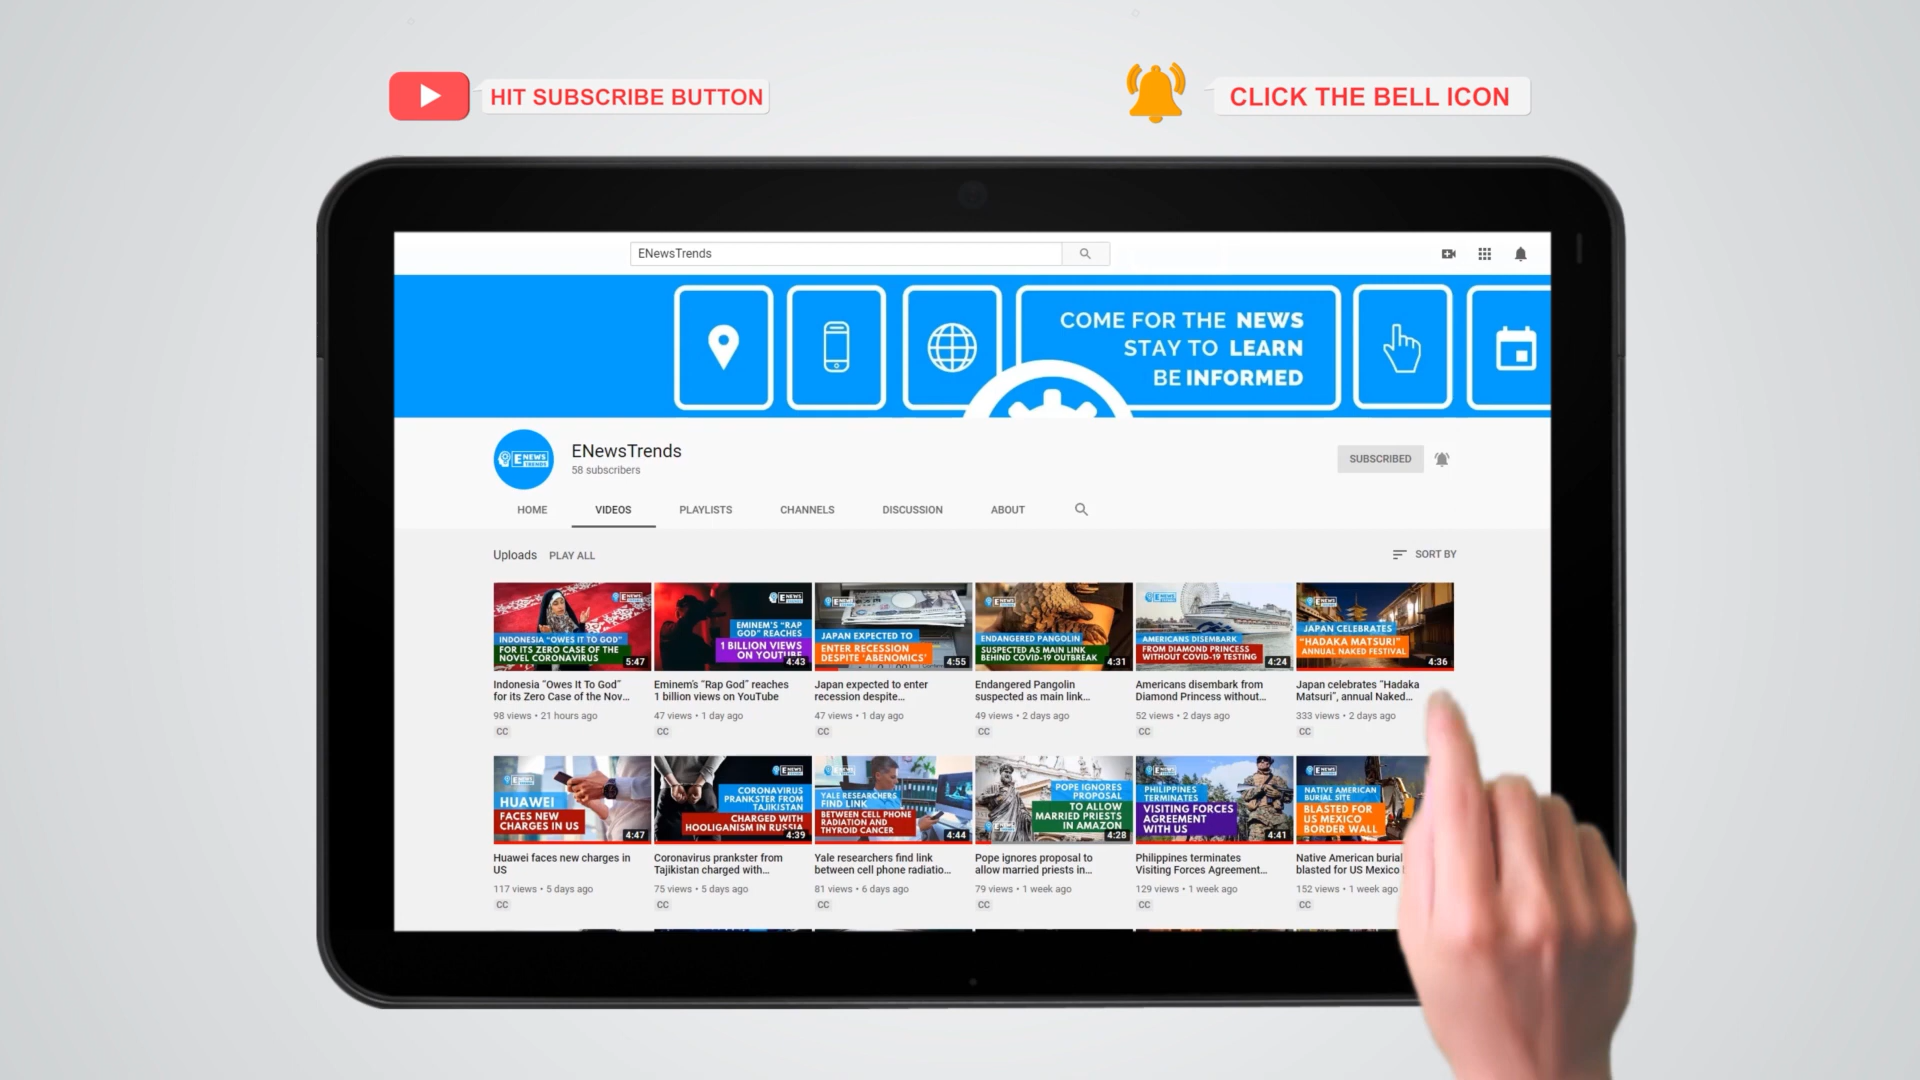 HIT SUBSCRIBE BUTTON
CLICK THE BELL ICON
ENewsTrends
COME FOR THE NEWS
STAY TO LEARN
BE INFORMED
E NEWS
TRENDS
ENewsTrends
58 subscribers
SUBSCRIBED
HOME VIDEOS PLAYLISTS CHANNELS DISCUSSION ABOUT
Uploads PLAY ALL
SORT BY
INDONESIA "OWES IT TO GOD"
FOR ITS ZERO CASE OF THE
NOVEL CORONAVIRUS
5:47
EMINEM'S "RAP
GOD" REACHES
1 BILLION VIEWS
ON YOUTUBE
4:43
JAPAN EXPECTED TO
ENTER RECESSION
DESPITE 'ABENOMICS'
4:55
ENDANGERED PANGOLIN
SUSPECTED AS MAIN LINK
BEHIND COVID-19 OUTBREAK
4:31
AMERICANS DISEMBARK
FROM DIAMOND PRINCESS
WITHOUT COVID-19 TESTING
4:24
JAPAN CELEBRATES
"HADAKA MATSURI"
ANNUAL NAKED FESTIVAL
4:36
Indonesia "Owes It To God"
for its Zero Case of the Nov...
98 views • 21 hours ago
CC
Eminem's "Rap God" reaches
1 billion views on YouTube
47 views • 1 day ago
CC
Japan expected to enter
recession despite...
47 views • 1 day ago
CC
Endangered Pangolin
suspected as main link...
49 views • 2 days ago
CC
Americans disembark from
Diamond Princess without...
52 views • 2 days ago
CC
Japan celebrates "Hadaka
Matsuri", annual Naked...
333 views • 2 days ago
CC
HUAWEI
FACES NEW
CHARGES IN US
4:47
CORONAVIRUS
PRANKSTER FROM
TAJIKISTAN
CHARGED WITH
HOOLIGANISM IN RUSSIA
4:39
YALE RESEARCHERS
FIND LINK
BETWEEN CELL PHONE
RADIATION AND
THYROID CANCER
4:44
POPE IGNORES
PROPOSAL
TO ALLOW
MARRIED PRIESTS
IN AMAZON
4:28
PHILIPPINES
TERMINATES
VISITING FORCES
AGREEMENT
WITH US
4:41
NATIVE AMERICAN
BURIAL SITE
BLASTED FOR
US MEXICO
BORDER WALL
Huawei faces new charges in
US
117 views • 5 days ago
CC
Coronavirus prankster from
Tajikistan charged with...
75 views • 5 days ago
CC
Yale researchers find link
between cell phone radiatio...
81 views • 6 days ago
CC
Pope ignores proposal to
allow married priests in...
79 views • 1 week ago
CC
Philippines terminates
Visiting Forces Agreement...
129 views • 1 week ago
CC
Native American burial
blasted for US Mexico
152 views • 1 week ago
CC